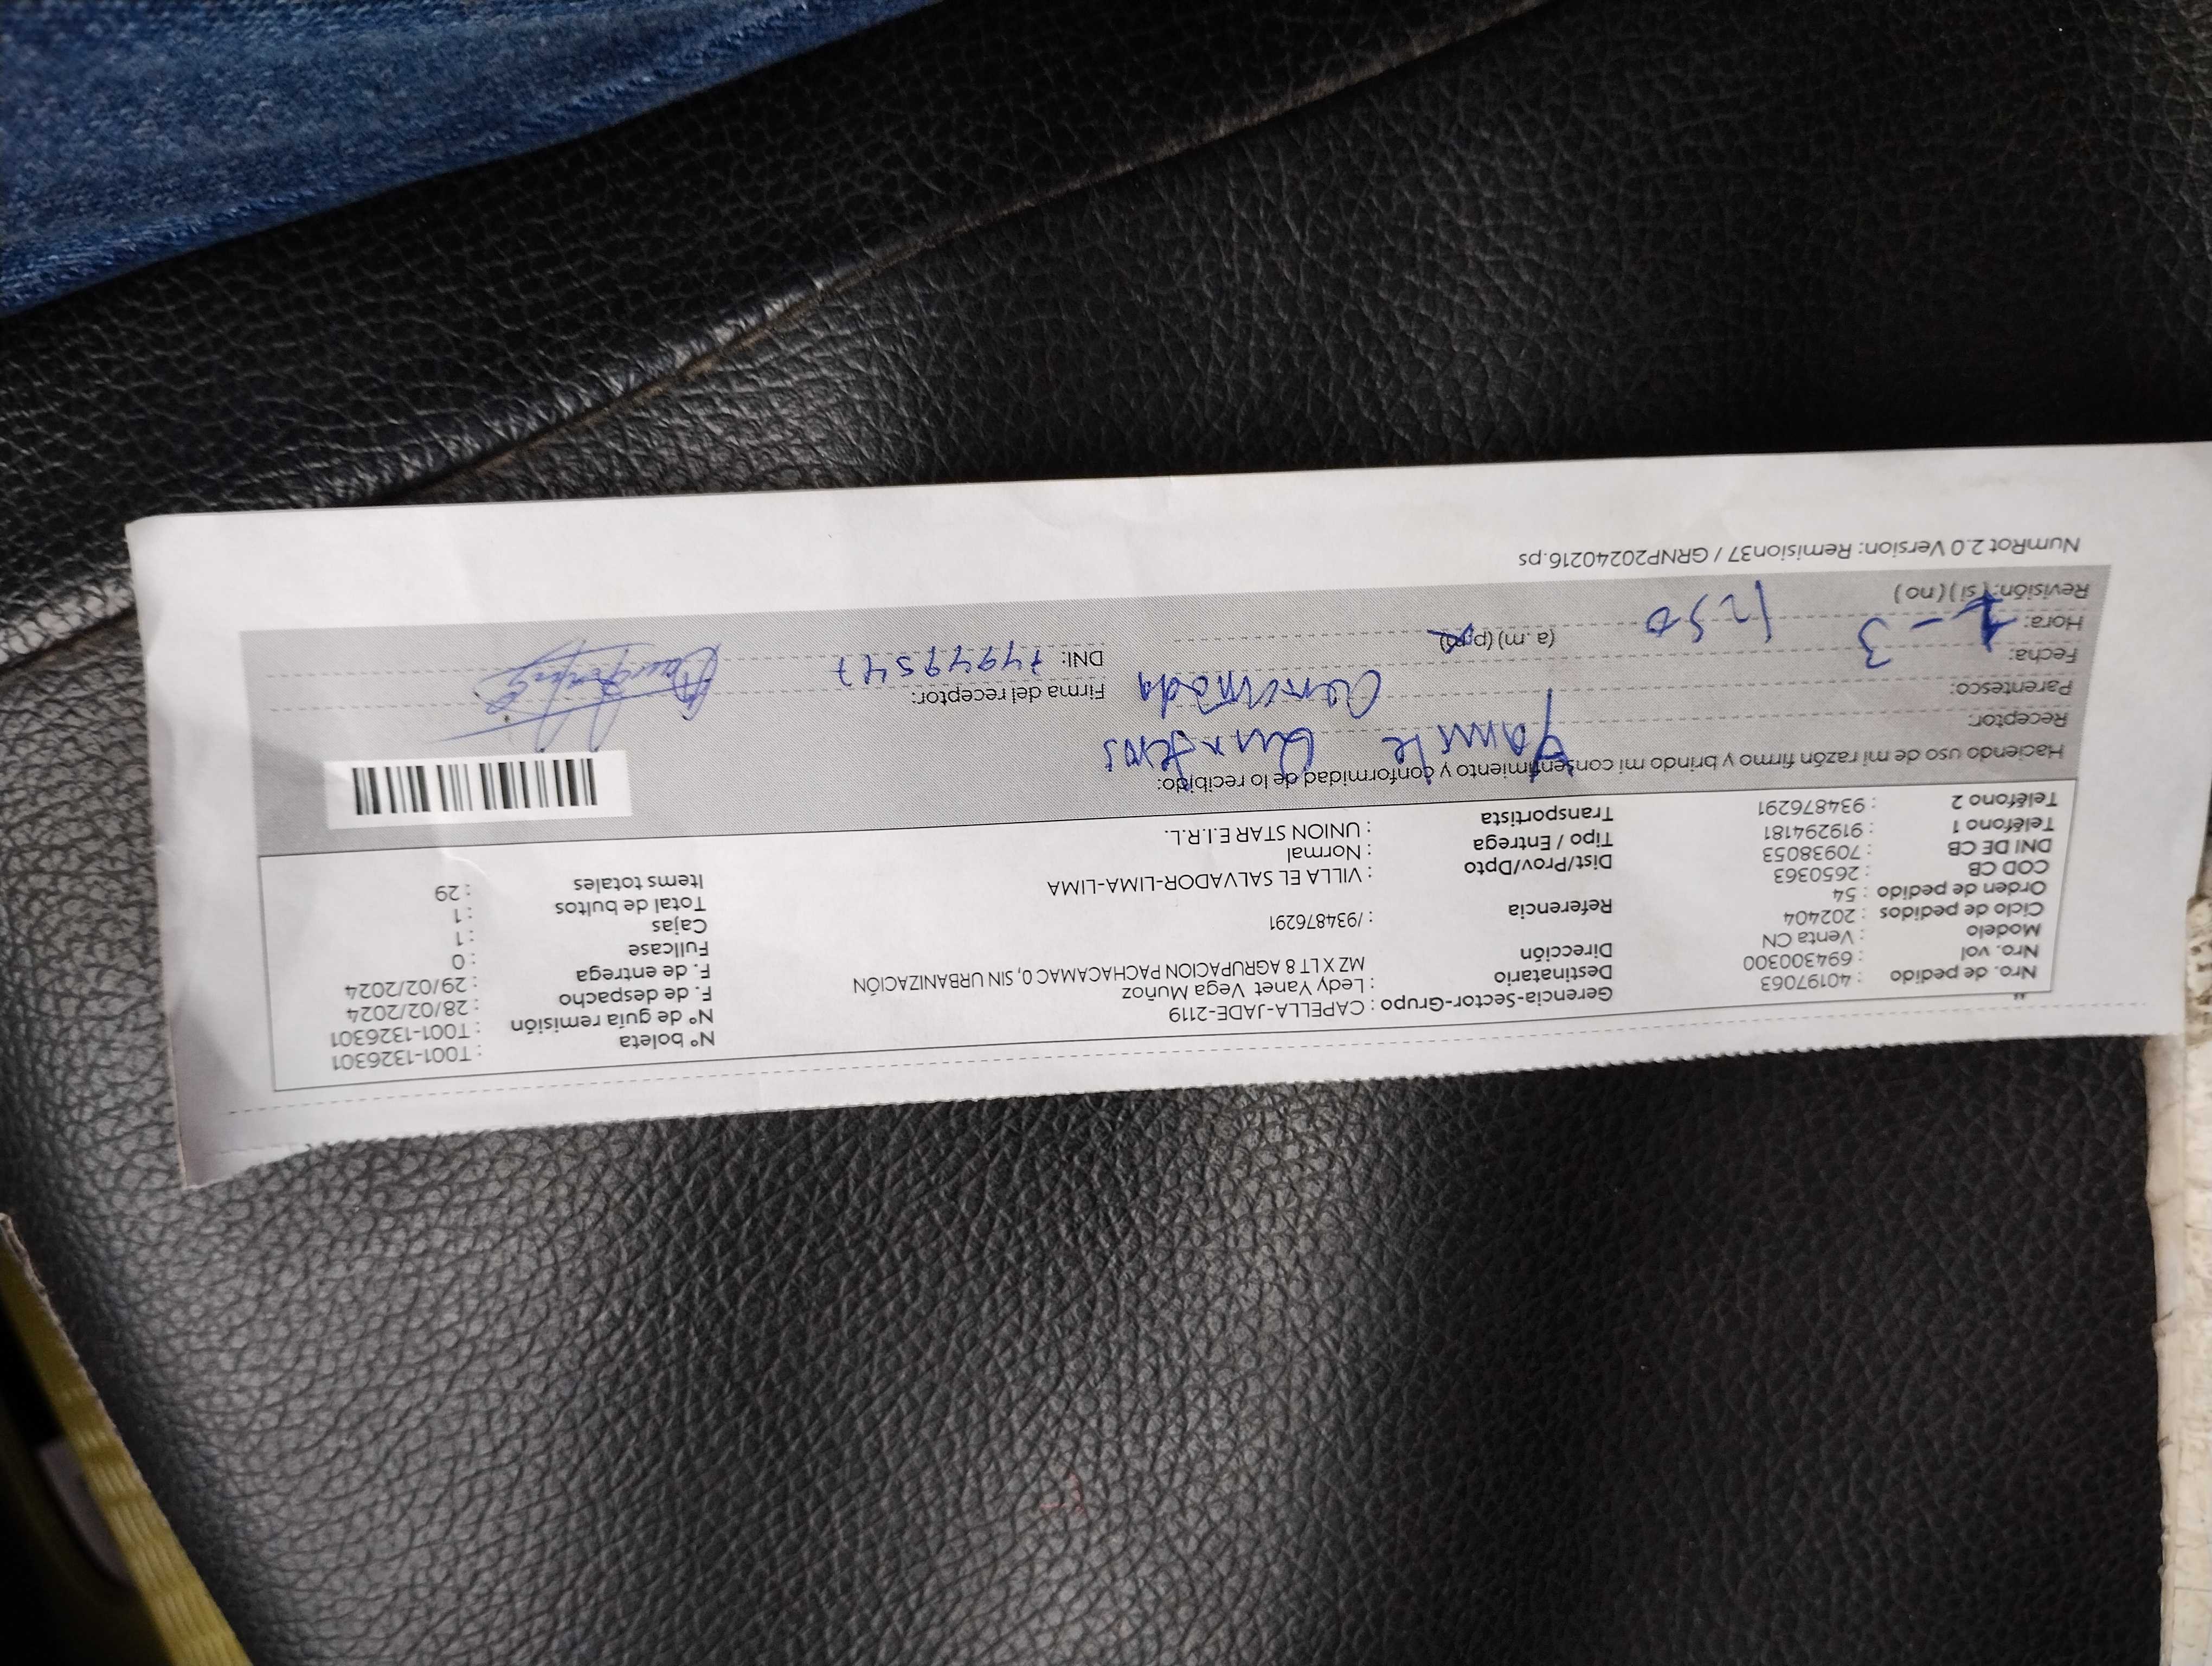 Nro. de pedido : 40197063
Nro. vol : 694300300
Modelo : Venta CN
Ciclo de pedidos : 202404
Orden de pedido : 54
COD CB : 2650363
DNI DE CB : 70938053
Teléfono 1 : 919294181
Teléfono 2 : 934876291
Gerencia-Sector-Grupo : CAPELLA-JADE-2119
Destinatario : Ledy Yanet Vega Muñoz
Dirección MZ X LT 8 AGRUPACION PACHACAMAC 0, SIN URBANIZACIÓN
Referencia : /934876291
Dist/Prov/Dpto : VILLA EL SALVADOR-LIMA-LIMA
Tipo / Entrega : Normal
Transportista : UNION STAR E.I.R.L.
N° boleta : T001-1326301
N° de guía remisión : T001-1326301
F. de despacho : 28/02/2024
F. de entrega : 29/02/2024
Fullcase : 0
Cajas : 1
Total de bultos : 1
Items totales : 29
Haciendo uso de mi razón firmo y brindo mi consentimiento y conformidad de lo recibido:
Receptor:
Parentesco:
Fecha: 1-3
Hora: 1250 (a.m) (p.m)
Revisión: (si) (no)
Firma del receptor:
DNI: 74949547
NumRot 2.0 Version: Remision37 / GRNP20240216.ps